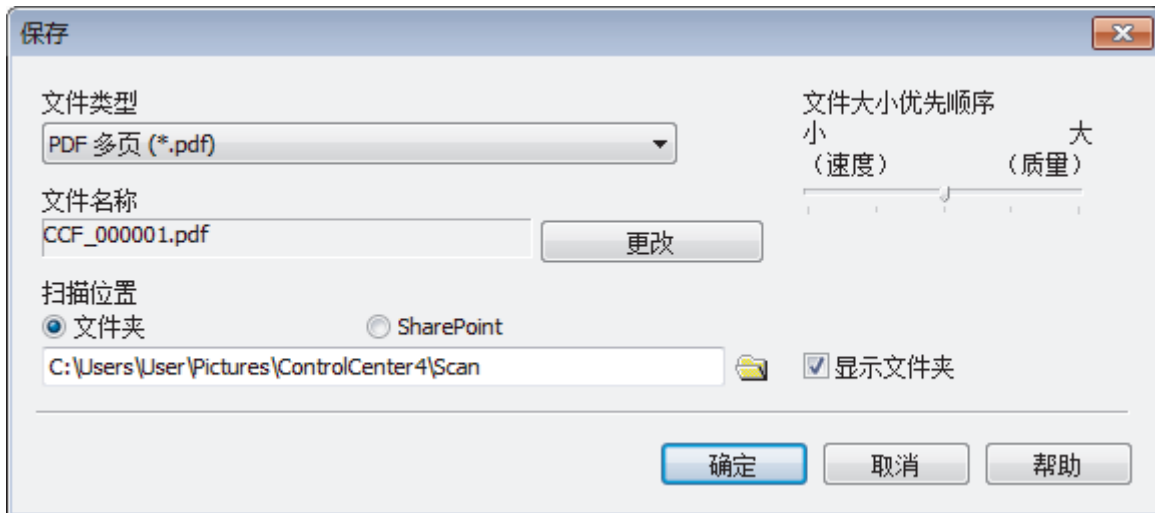 保存
文件类型
PDF 多页 (*.pdf)
文件名称
CCF_000001.pdf
更改
文件大小优先顺序
小 大
（速度） （质量）
扫描位置
文件夹 SharePoint
C:\Users\User\Pictures\ControlCenter4\Scan
显示文件夹
确定 取消 帮助